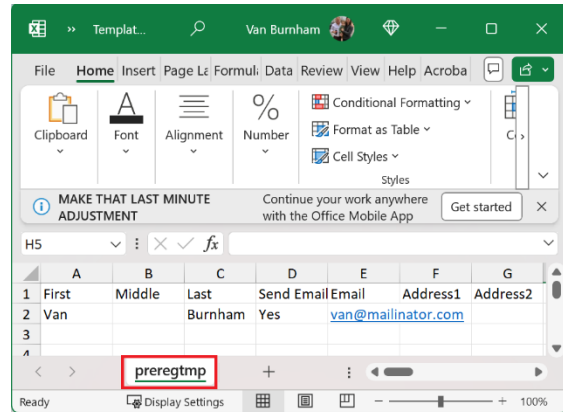 » Templat... Van Burnham
File Home Insert Page La Formula Data Review View Help Acroba
Clipboard
Font
Alignment
Number
%
Conditional Formatting
Format as Table
Cell Styles
Styles
MAKE THAT LAST MINUTE
ADJUSTMENT
Continue your work anywhere
with the Office Mobile App
Get started
H5 fx
A B C D E F G
1 First Middle Last Send Email Email Address1 Address2
2 Van Burnham Yes van@mailinator.com
3
4
preregtmp
Ready Display Settings 100%